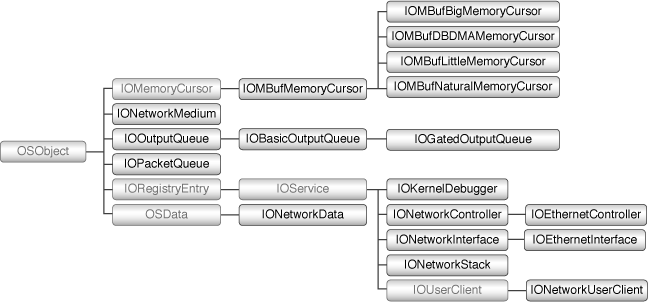 IOMBufBigMemoryCursor
IOMBufDBDMAMemoryCursor
IOMBufLittleMemoryCursor
IOMemoryCursor IOMBufMemoryCursor IOMBufNaturalMemoryCursor
IONetworkMedium
IOOutputQueue IOBasicOutputQueue IOGatedOutputQueue
OSObject
IOPacketQueue
IORegistryEntry IOService IOKernelDebugger
OSData IONetworkData IONetworkController IOEthernetController
IONetworkInterface IOEthernetInterface
IONetworkStack
IOUserClient IONetworkUserClient